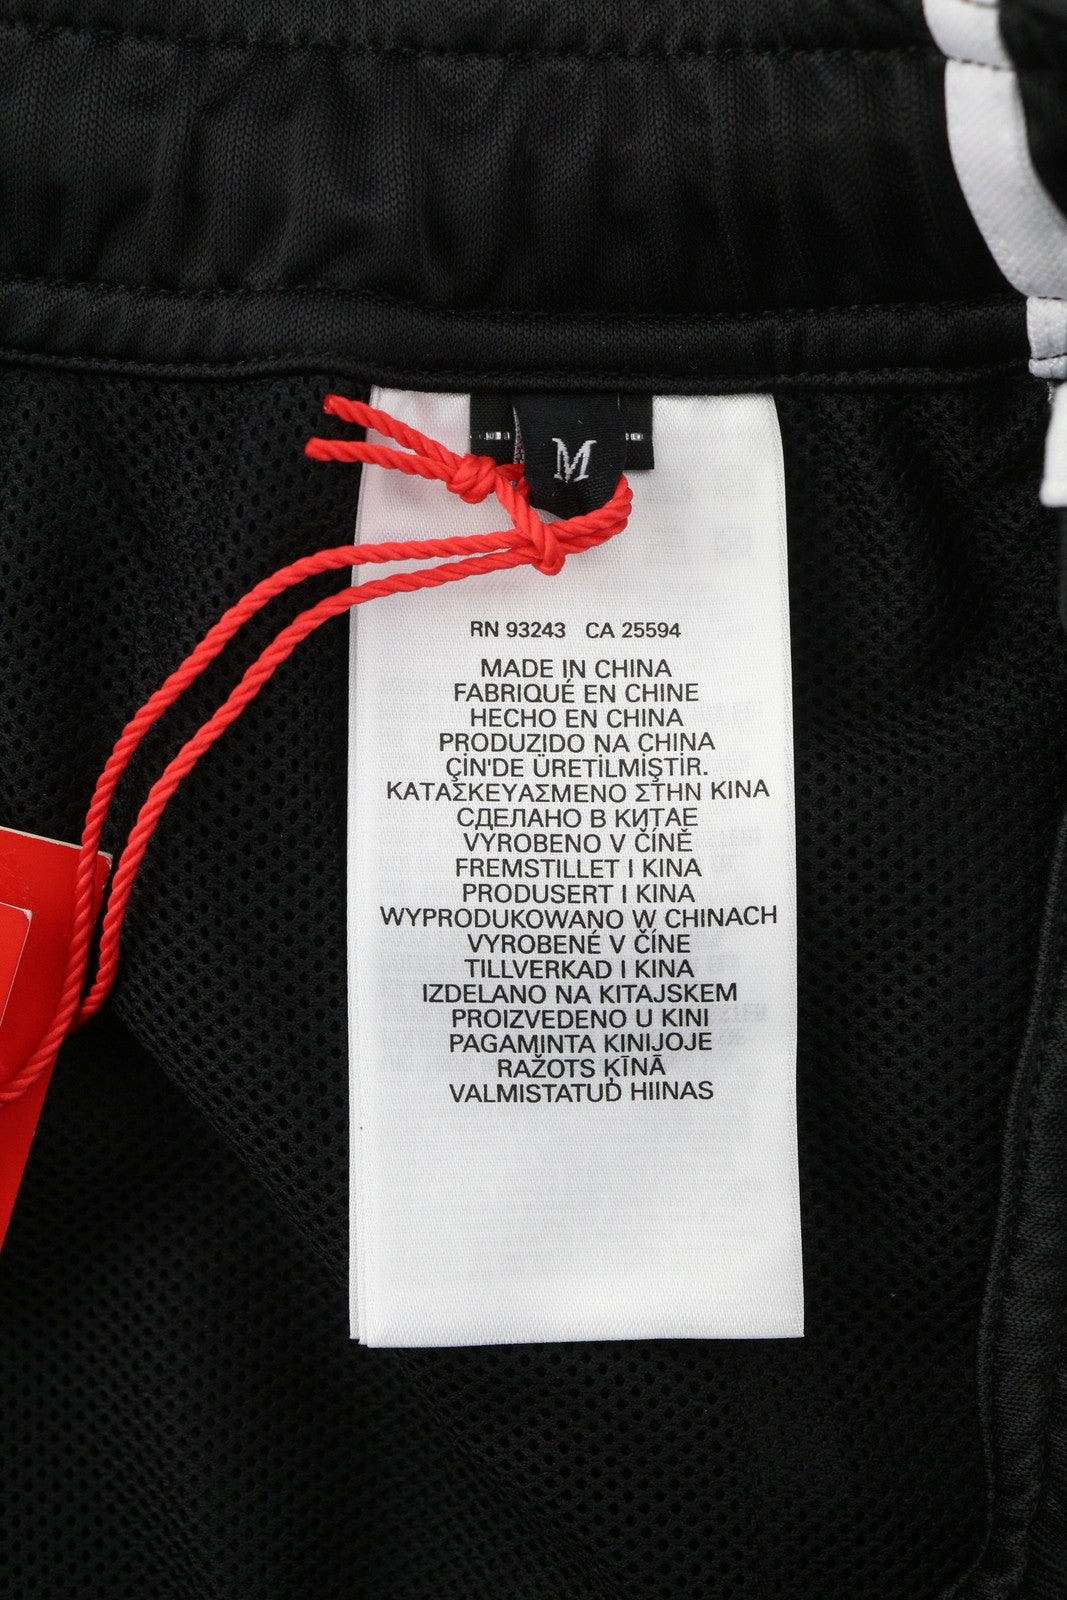 M
RN 93243 CA 25594
MADE IN CHINA
FABRIQUÉ EN CHINE
HECHO EN CHINA
PRODUZIDO NA CHINA
ÇİN'DE ÜRETİLMİŞTİR.
ΚΑΤΑΣΚΕΥΑΣΜΕΝΟ ΣΤΗΝ ΚΙΝΑ
СДЕЛАНО В КИТАЕ
VYROBENO V ČÍNĚ
FREMSTILLET I KINA
PRODUSERT I KINA
WYPRODUKOWANO W CHINACH
VYROBENÉ V ČÍNE
TILLVERKAD I KINA
IZDELANO NA KITAJSKEM
PROIZVEDENO U KINI
PAGAMINTA KINIJOJE
RAŽOTS ĶĪNĀ
VALMISTATUD HIINAS